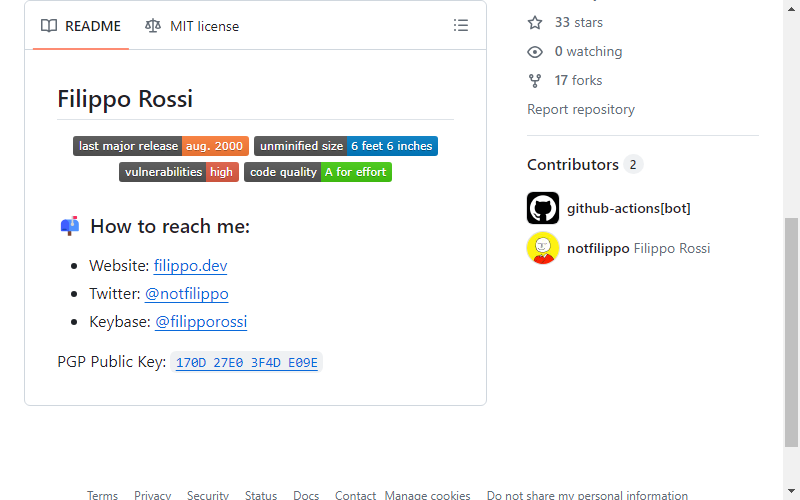 README
MIT license
Filippo Rossi
last major release aug. 2000
unminified size 6 feet 6 inches
vulnerabilities high
code quality A for effort
How to reach me:
Website: filippo.dev
Twitter: @notfilippo
Keybase: @filipporossi
PGP Public Key: 170D 27E0 3F4D E09E
33 stars
0 watching
17 forks
Report repository
Contributors 2
github-actions[bot]
notfilippo Filippo Rossi
Terms Privacy Security Status Docs Contact Manage cookies Do not share my personal information